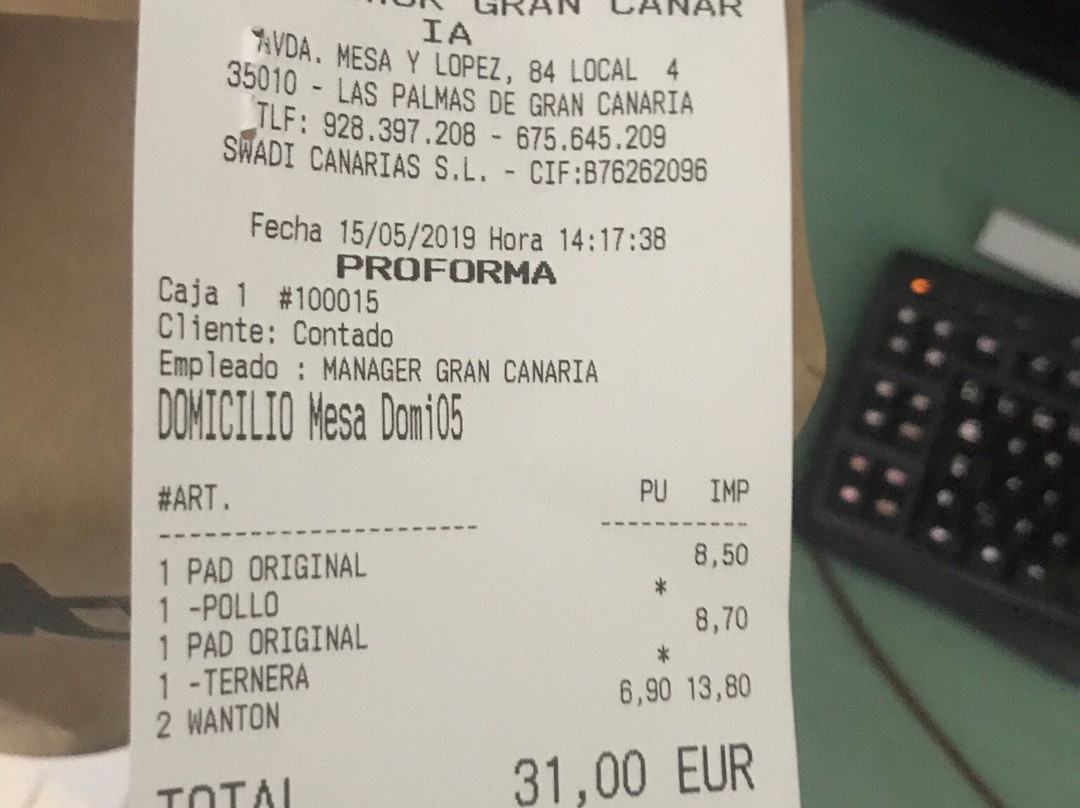 GRAN CANAR
IA
AVDA. MESA Y LOPEZ, 84 LOCAL 4
35010 - LAS PALMAS DE GRAN CANARIA
TLF: 928.397.208 - 675.645.209
SWADI CANARIAS S.L. - CIF:B76262096
Fecha 15/05/2019 Hora 14:17:38
PROFORMA
Caja 1 #100015
Cliente: Contado
Empleado : MANAGER GRAN CANARIA
DOMICILIO Mesa Domi05
#ART. PU IMP
-------------------- -------------
1 PAD ORIGINAL 8,50
1 -POLLO *
1 PAD ORIGINAL 8,70
1 -TERNERA *
2 WANTON 6,90 13,80
TOTAL 31,00 EUR